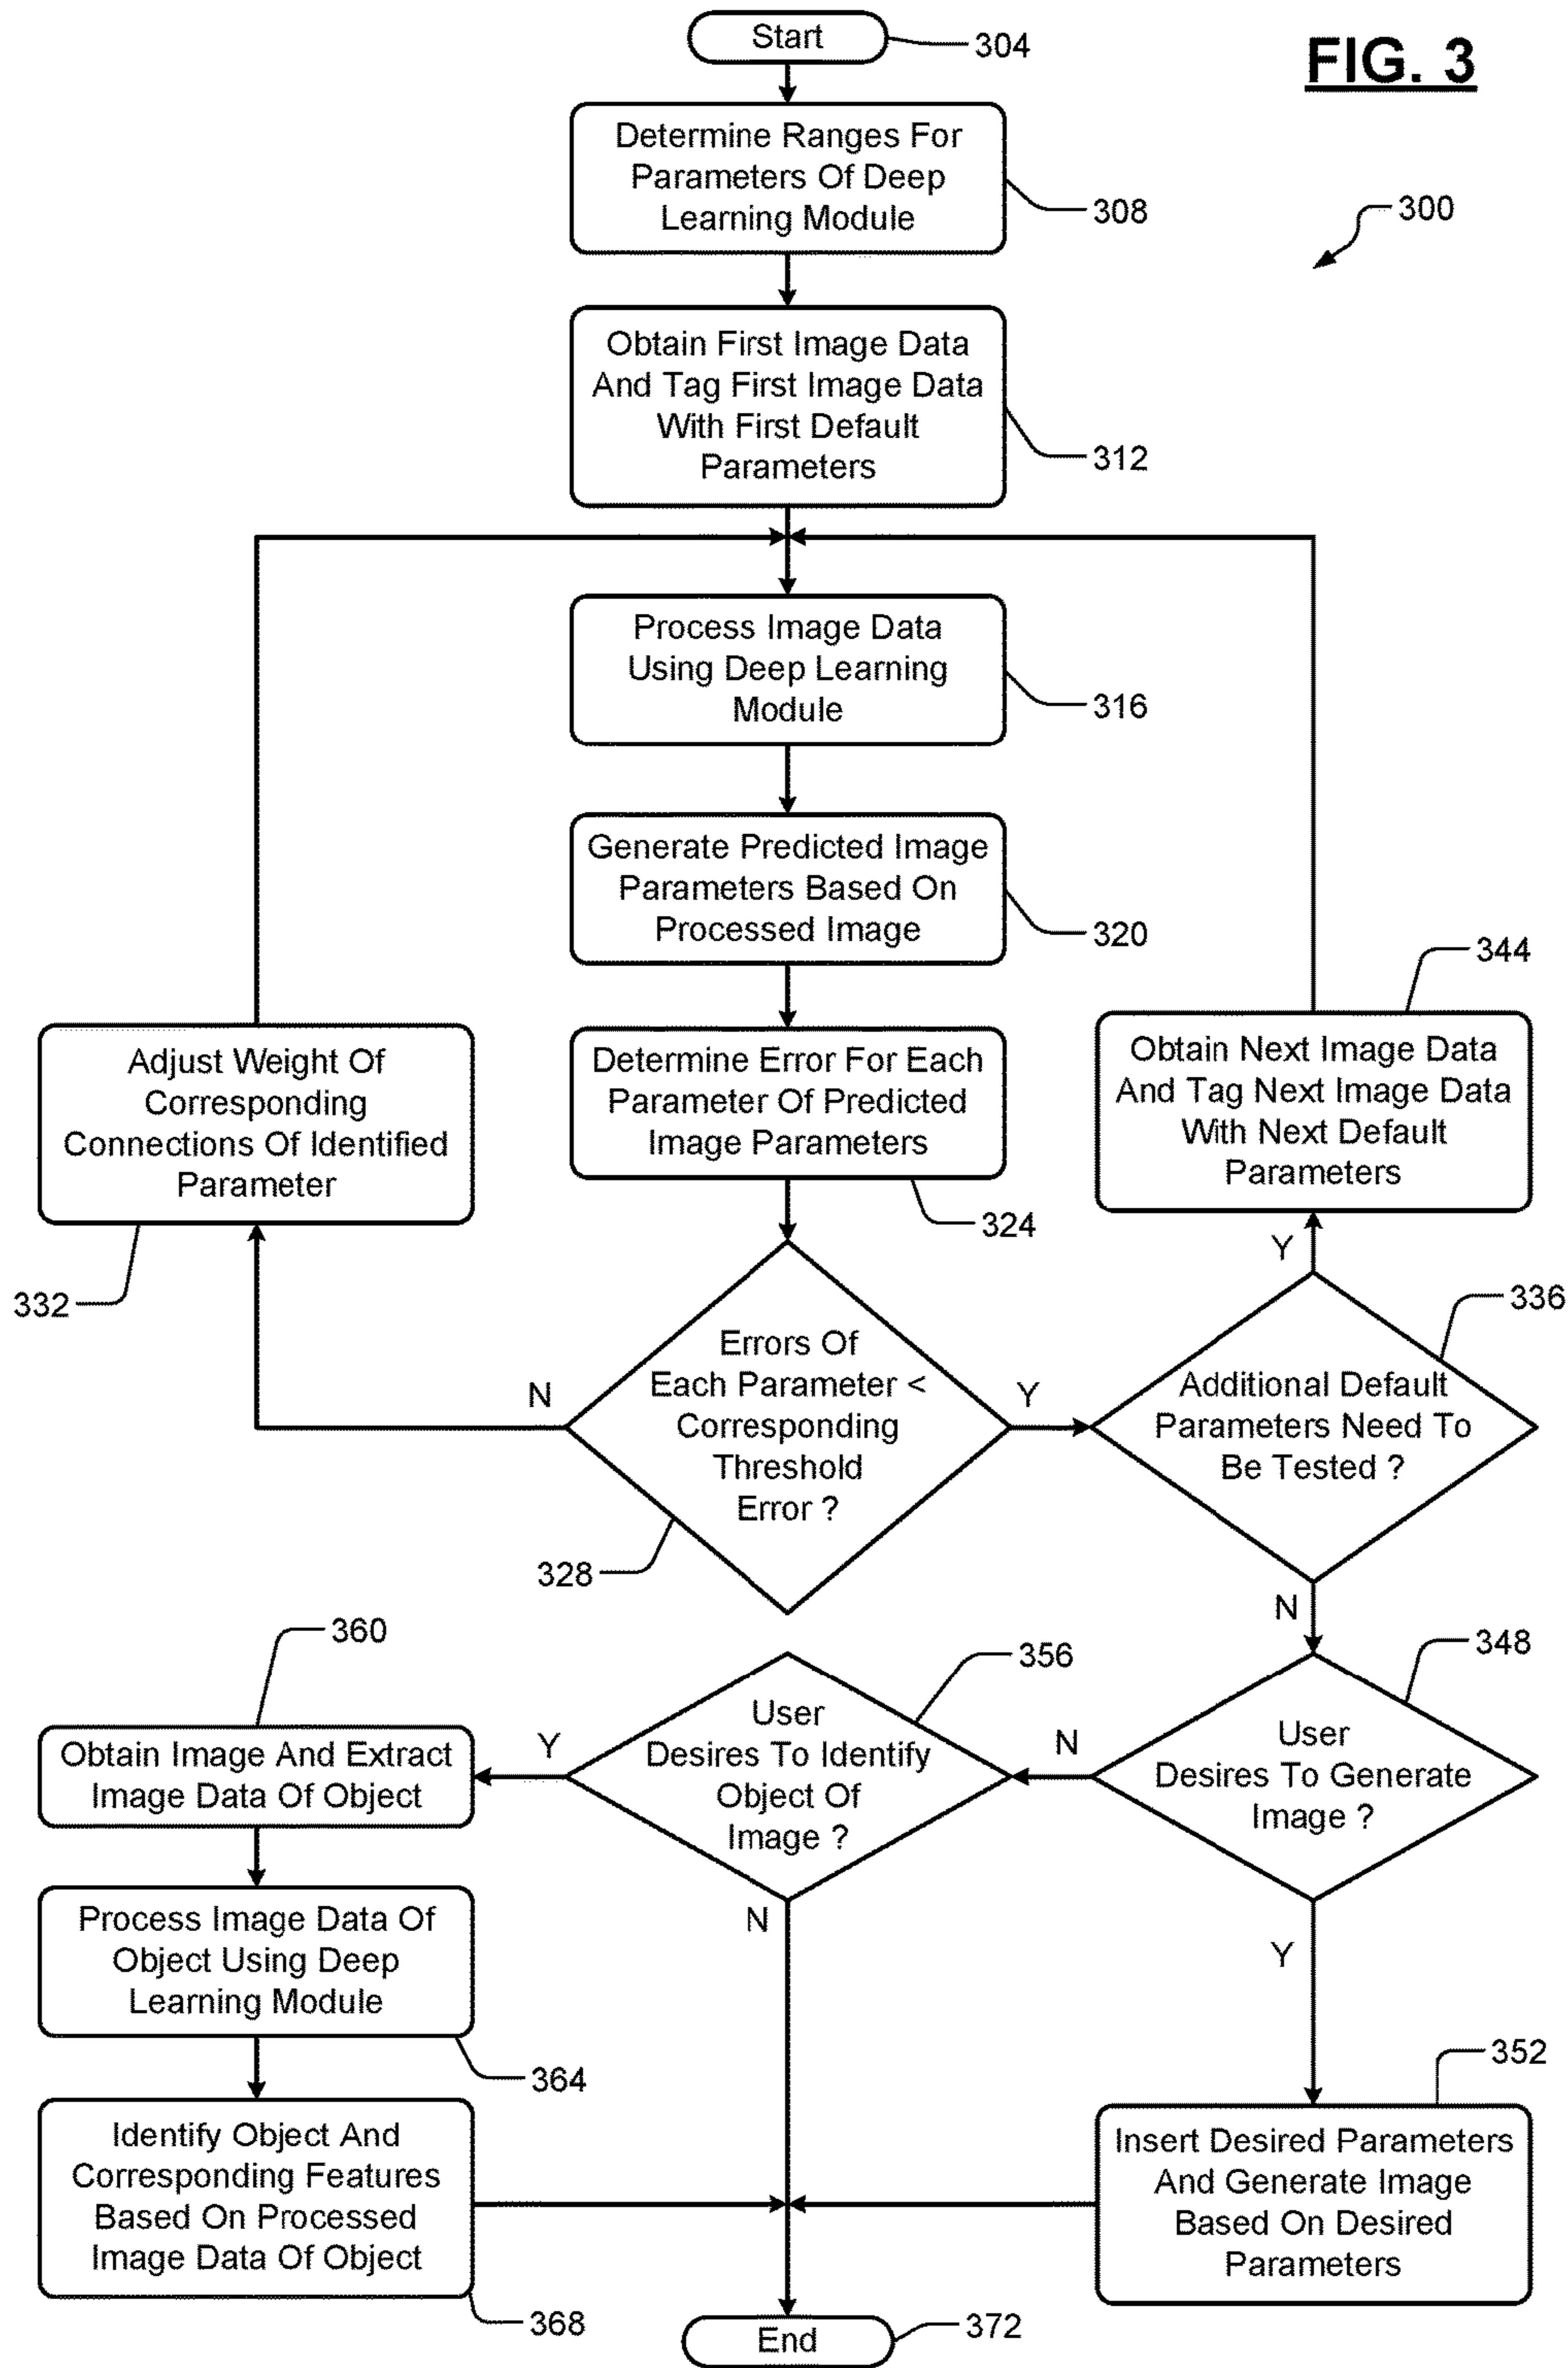 Start
304
FIG. 3
Determine Ranges For
Parameters Of Deep
Learning Module
308
300
Obtain First Image Data
And Tag First Image Data
With First Default
Parameters
312
Process Image Data
Using Deep Learning
Module
316
Generate Predicted Image
Parameters Based On
Processed Image
320
344
Adjust Weight Of
Corresponding
Connections Of Identified
Parameter
332
Determine Error For Each
Parameter Of Predicted
Image Parameters
324
Obtain Next Image Data
And Tag Next Image Data
With Next Default
Parameters
Y
336
Errors Of
Each Parameter <
Corresponding
Threshold
Error ?
N
Y
328
Additional Default
Parameters Need To
Be Tested ?
N
348
360
356
User
Desires To Identify
Object Of
Image ?
Y
N
N
User
Desires To Generate
Image ?
Y
Obtain Image And Extract
Image Data Of Object
Process Image Data Of
Object Using Deep
Learning Module
364
352
Identify Object And
Corresponding Features
Based On Processed
Image Data Of Object
368
Insert Desired Parameters
And Generate Image
Based On Desired
Parameters
End
372